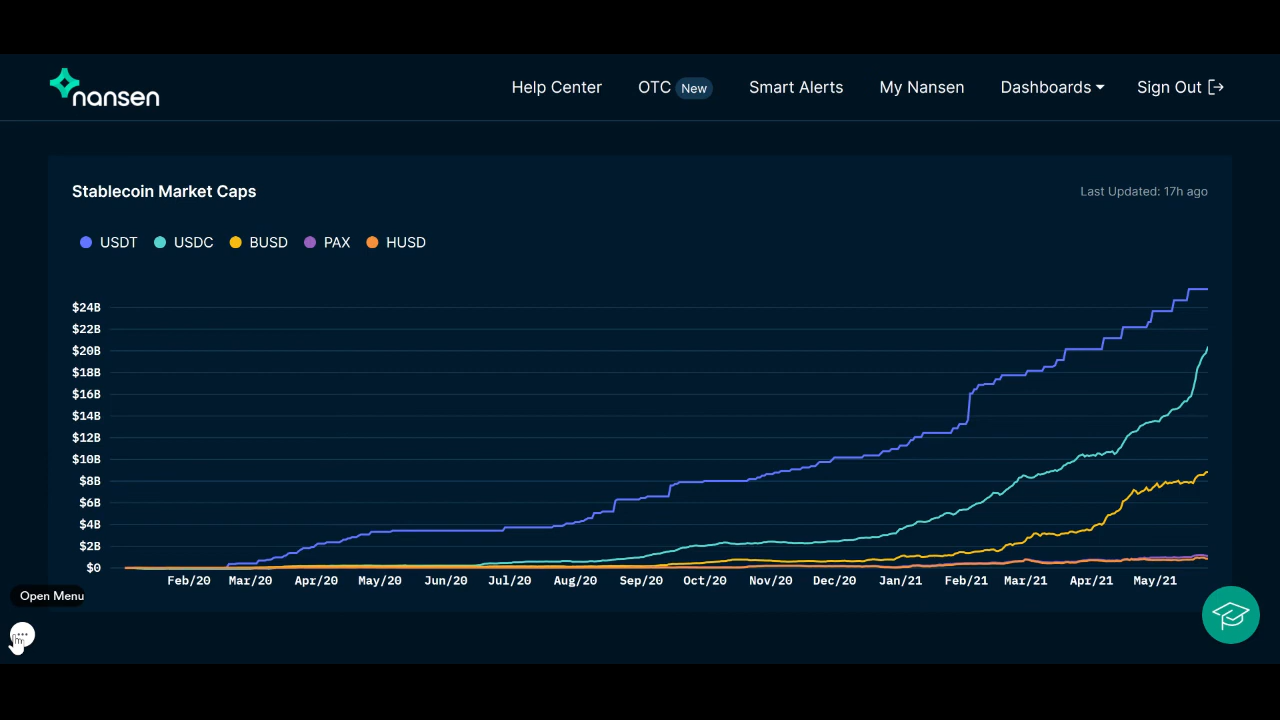 nansen
Help Center OTC New Smart Alerts My Nansen Dashboards Sign Out
Stablecoin Market Caps
Last Updated: 17h ago
USDT USDC BUSD PAX HUSD
$24B
$22B
$20B
$18B
$16B
$14B
$12B
$10B
$8B
$6B
$4B
$2B
$0
Feb/20 Mar/20 Apr/20 May/20 Jun/20 Jul/20 Aug/20 Sep/20 Oct/20 Nov/20 Dec/20 Jan/21 Feb/21 Mar/21 Apr/21 May/21
Open Menu